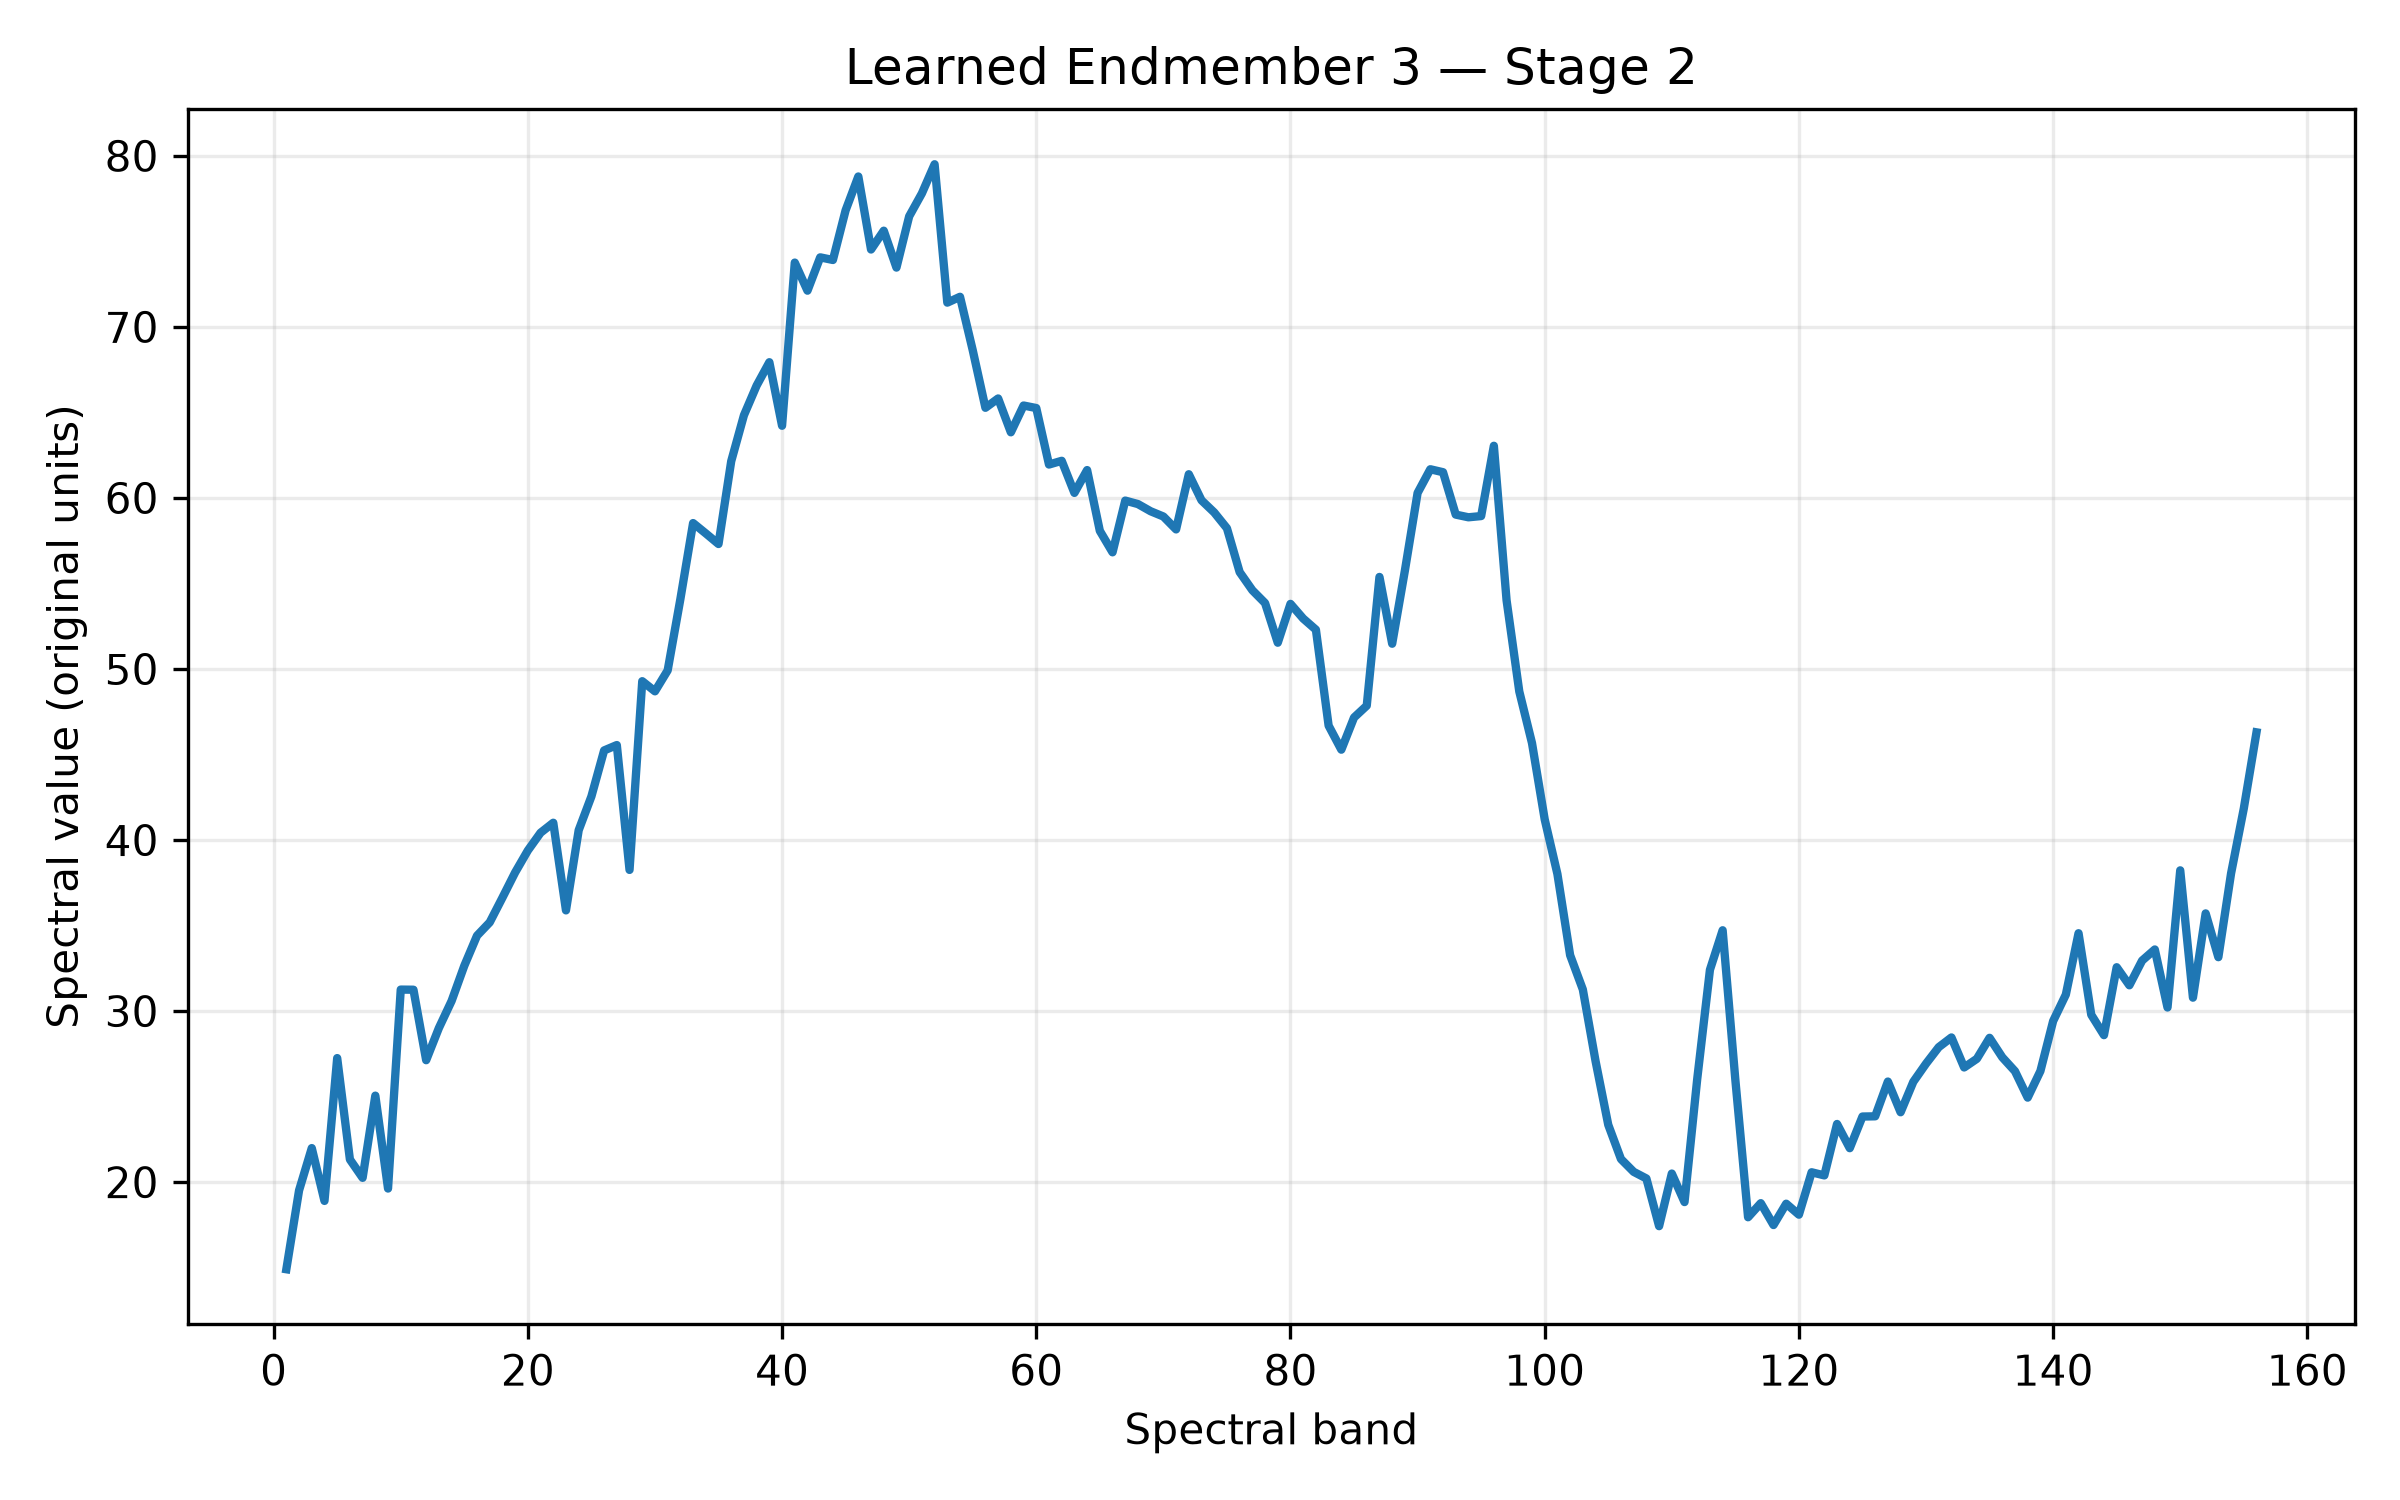 Learned Endmember 3 — Stage 2
Spectral value (original units)
80
70
60
50
40
30
20
0 20 40 60 80 100 120 140 160
Spectral band